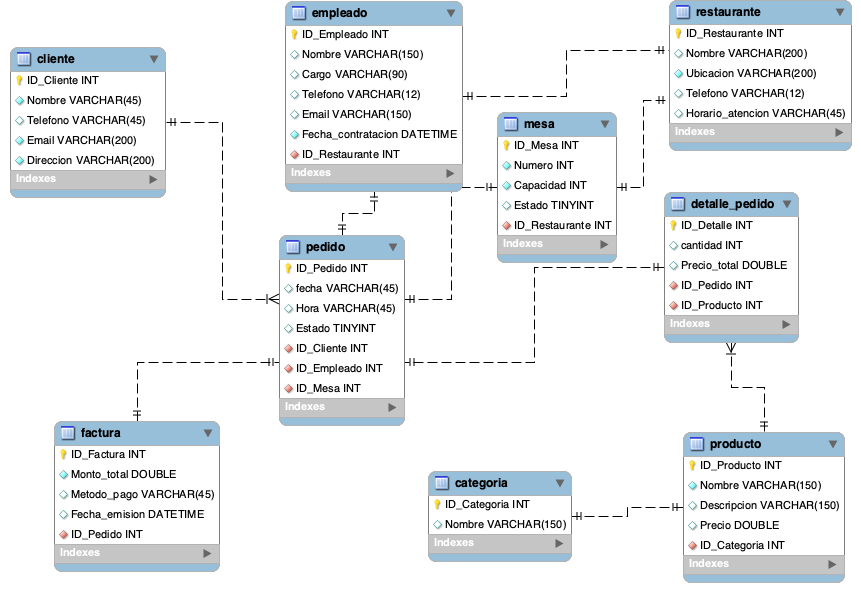 cliente
ID_Cliente INT
Nombre VARCHAR(45)
Telefono VARCHAR(45)
Email VARCHAR(200)
Direccion VARCHAR(200)
Indexes
empleado
ID_Empleado INT
Nombre VARCHAR(150)
Cargo VARCHAR(90)
Telefono VARCHAR(12)
Email VARCHAR(150)
Fecha_contratacion DATETIME
ID_Restaurante INT
Indexes
restaurante
ID_Restaurante INT
Nombre VARCHAR(200)
Ubicacion VARCHAR(200)
Telefono VARCHAR(12)
Horario_atencion VARCHAR(45)
Indexes
mesa
ID_Mesa INT
Numero INT
Capacidad INT
Estado TINYINT
ID_Restaurante INT
Indexes
detalle_pedido
ID_Detalle INT
cantidad INT
Precio_total DOUBLE
ID_Pedido INT
ID_Producto INT
Indexes
pedido
ID_Pedido INT
fecha VARCHAR(45)
Hora VARCHAR(45)
Estado TINYINT
ID_Cliente INT
ID_Empleado INT
ID_Mesa INT
Indexes
factura
ID_Factura INT
Monto_total DOUBLE
Metodo_pago VARCHAR(45)
Fecha_emision DATETIME
ID_Pedido INT
Indexes
categoria
ID_Categoria INT
Nombre VARCHAR(150)
Indexes
producto
ID_Producto INT
Nombre VARCHAR(150)
Descripcion VARCHAR(150)
Precio DOUBLE
ID_Categoria INT
Indexes